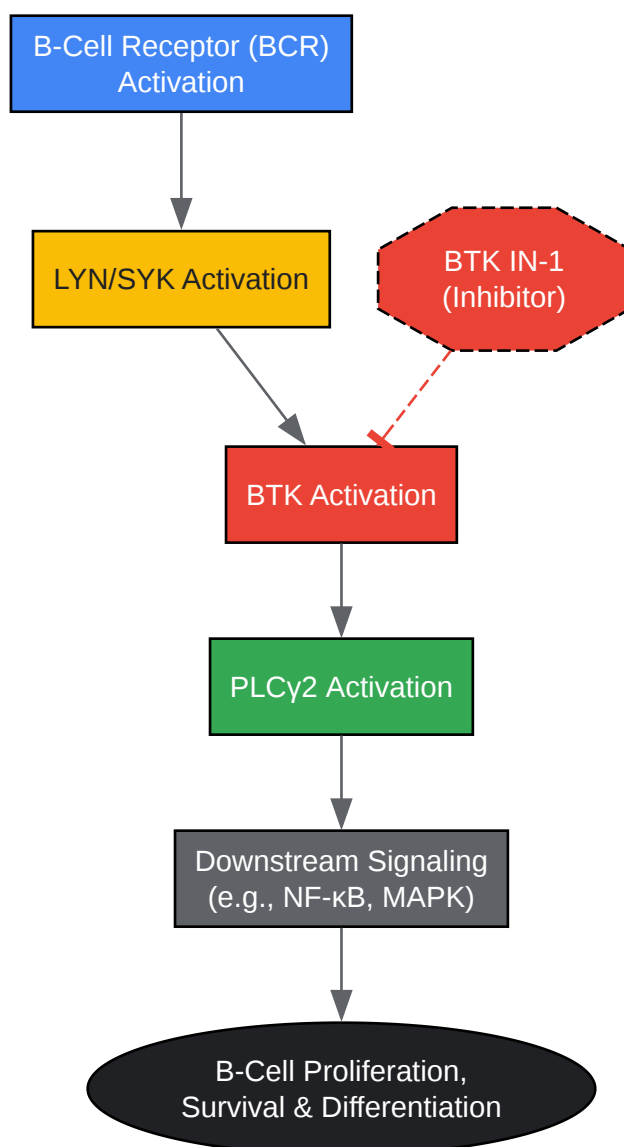 B-Cell Receptor (BCR)
Activation
LYN/SYK Activation
BTK IN-1
(Inhibitor)
BTK Activation
PLCγ2 Activation
Downstream Signaling
(e.g., NF-κB, MAPK)
B-Cell Proliferation,
Survival & Differentiation